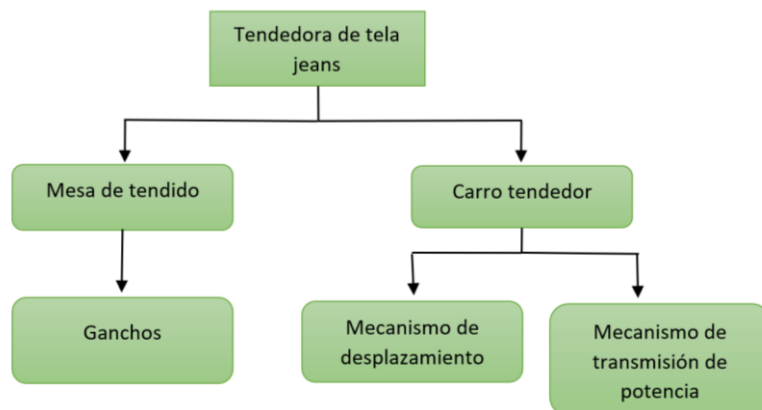 Tendedora de tela
jeans
Mesa de tendido
Carro tendedor
Ganchos
Mecanismo de
desplazamiento
Mecanismo de
transmisión de
potencia